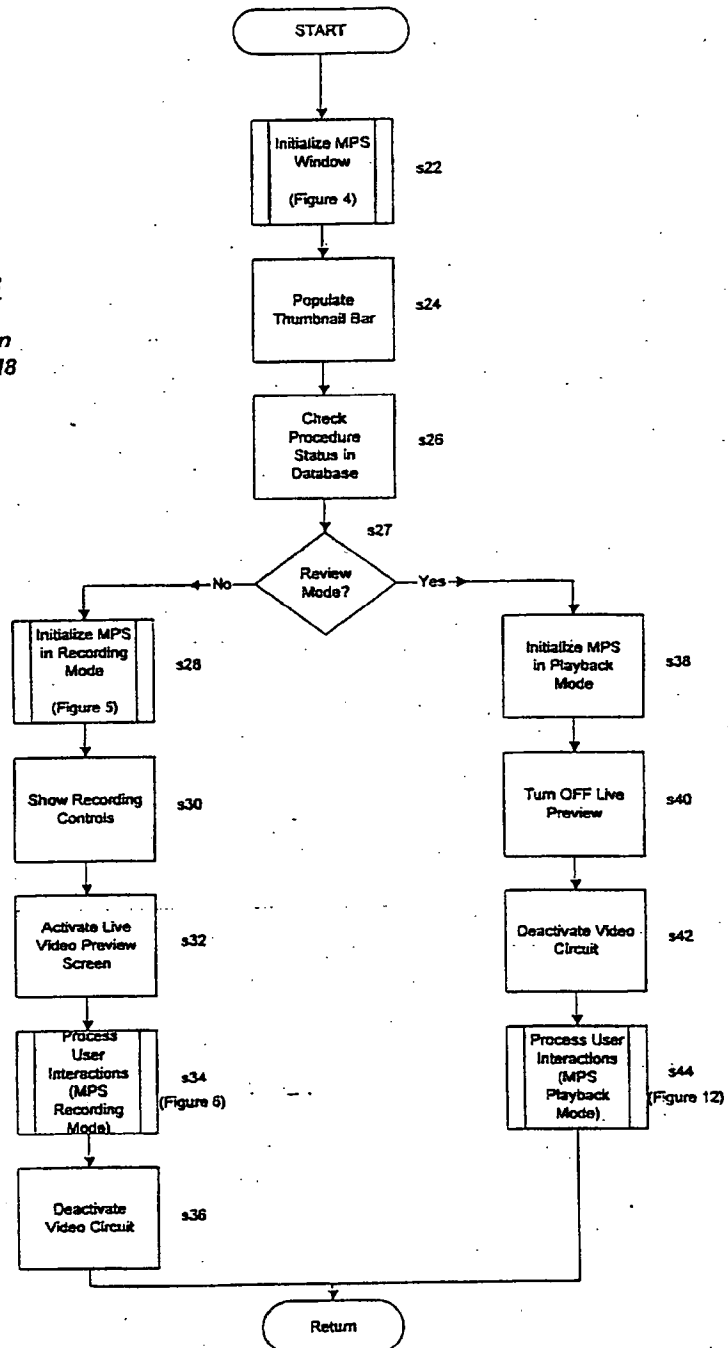 START
Initialize MPS
Window
(Figure 4)
s22
Populate
Thumbnail Bar
s24
Check
Procedure
Status in
Database
s26
s27
Review
Mode?
No
Yes
Initialize MPS
in Recording
Mode
(Figure 5)
s28
Show Recording
Controls
s30
Activate Live
Video Preview
Screen
s32
Process
User
Interactions
(MPS
Recording
Mode)
s34
(Figure 6)
Deactivate
Video Circuit
s36
Initialize MPS
in Playback
Mode
s38
Turn OFF Live
Preview
s40
Deactivate Video
Circuit
s42
Process User
Interactions
(MPS
Playback
Mode)
s44
(Figure 12)
Return